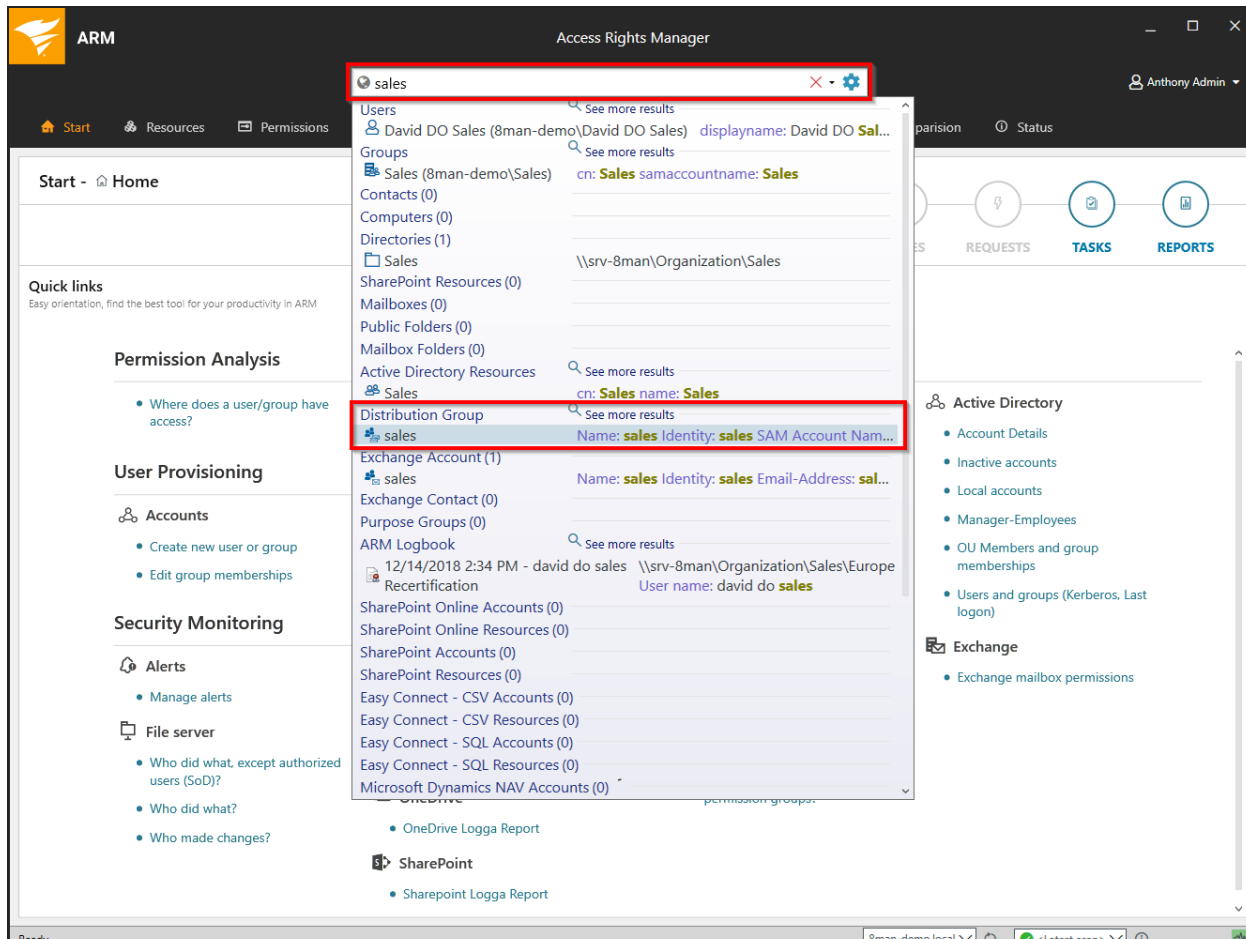 ARM
Access Rights Manager
sales
Anthony Admin
Start
Resources
Permissions
Status
Start - Home
REQUESTS
TASKS
REPORTS
Quick links
Easy orientation, find the best tool for your productivity in ARM
Users See more results
David DO Sales (8man-demo\David DO Sales) displayname: David DO Sal...
Groups See more results
Sales (8man-demo\Sales) cn: Sales samaccountname: Sales
Contacts (0)
Computers (0)
Directories (1)
Sales \\srv-8man\Organization\Sales
SharePoint Resources (0)
Mailboxes (0)
Public Folders (0)
Mailbox Folders (0)
Active Directory Resources See more results
Sales cn: Sales name: Sales
Distribution Group See more results
sales Name: sales Identity: sales SAM Account Nam...
Exchange Account (1)
sales Name: sales Identity: sales Email-Address: sal...
Exchange Contact (0)
Purpose Groups (0)
ARM Logbook See more results
12/14/2018 2:34 PM - david do sales \\srv-8man\Organization\Sales\Europe
Recertification User name: david do sales
SharePoint Online Accounts (0)
SharePoint Online Resources (0)
SharePoint Accounts (0)
SharePoint Resources (0)
Easy Connect - CSV Accounts (0)
Easy Connect - CSV Resources (0)
Easy Connect - SQL Accounts (0)
Easy Connect - SQL Resources (0)
Microsoft Dynamics NAV Accounts (0)
Permission Analysis
Where does a user/group have
access?
User Provisioning
Accounts
Create new user or group
Edit group memberships
Security Monitoring
Alerts
Manage alerts
File server
Who did what, except authorized
users (SoD)?
Who did what?
Who made changes?
OneDrive
permission groups?
OneDrive Logga Report
SharePoint
Sharepoint Logga Report
Active Directory
Account Details
Inactive accounts
Local accounts
Manager-Employees
OU Members and group
memberships
Users and groups (Kerberos, Last
logon)
Exchange
Exchange mailbox permissions
Ready
8man-demo.local
<Latest scan>